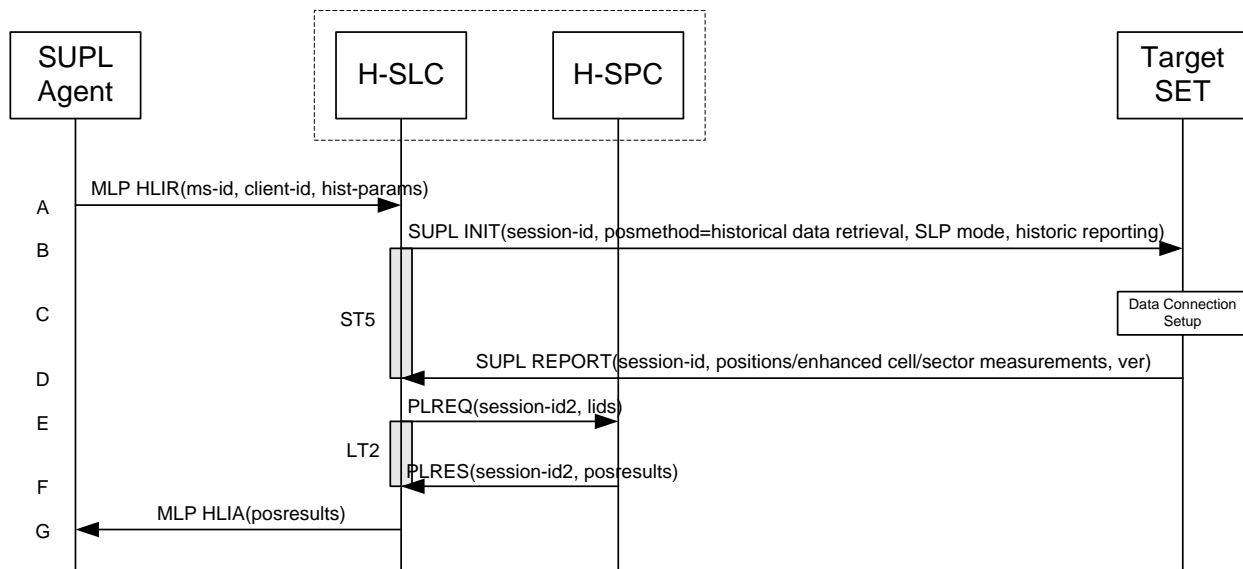 SUPL
Agent
H-SLC
H-SPC
Target
SET
MLP HLIR(ms-id, client-id, hist-params)
A
SUPL INIT(session-id, posmethod=historical data retrieval, SLP mode, historic reporting)
B
Data Connection
Setup
C
ST5
SUPL REPORT(session-id, positions/enhanced cell/sector measurements, ver)
D
PLREQ(session-id2, lids)
E
LT2
PLRES(session-id2, posresults)
F
MLP HLIA(posresults)
G